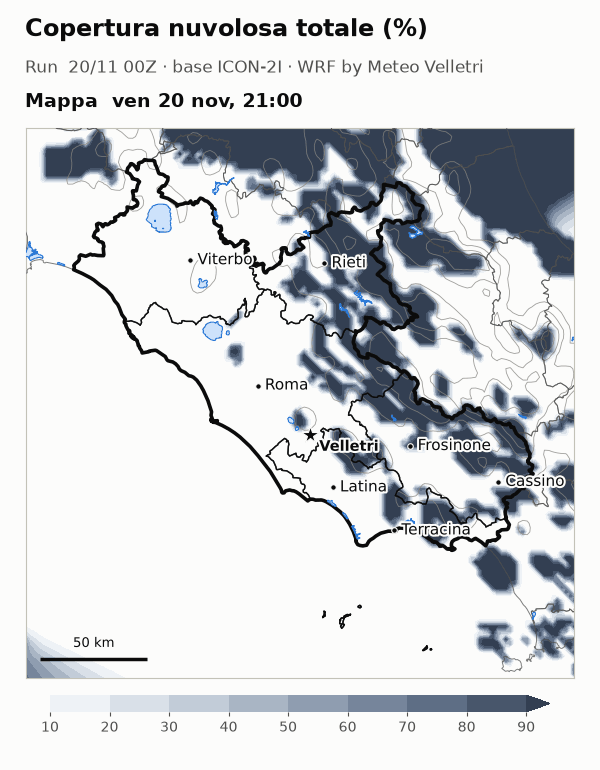 Copertura nuvolosa totale (%)
Run  20/11 00Z · base ICON-2I · WRF by Meteo Velletri
Mappa  ven 20 nov, 21:00
Viterbo
Rieti
Roma
Velletri
Frosinone
Latina
Cassino
Terracina
50 km
10 20 30 40 50 60 70 80 90